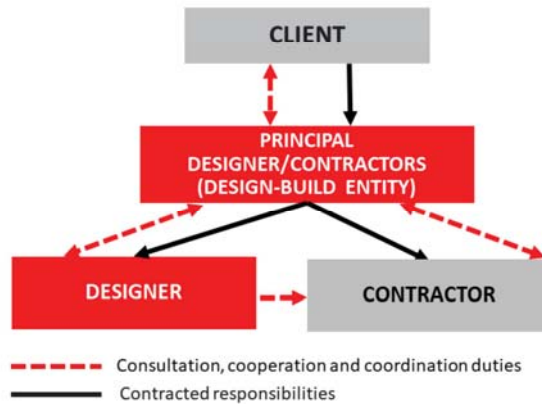 CLIENT
PRINCIPAL
DESIGNER/CONTRACTORS
(DESIGN-BUILD ENTITY)
DESIGNER
CONTRACTOR
Consultation, cooperation and coordination duties
Contracted responsibilities